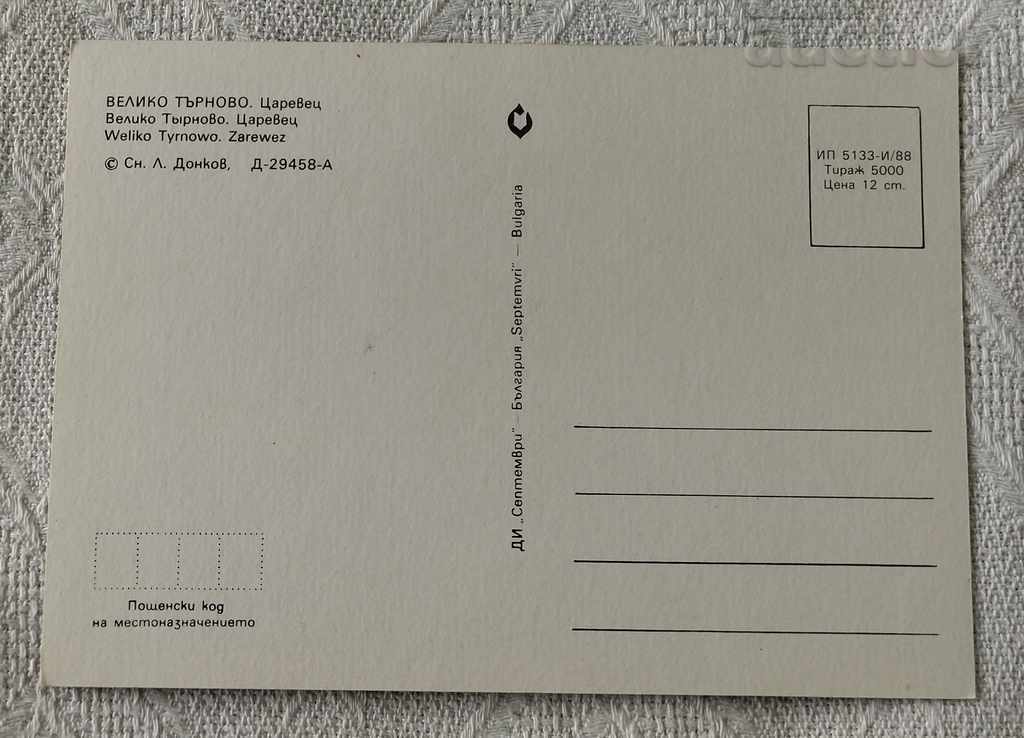 ВЕЛИКО ТЪРНОВО. Царевец
Велико Тырново. Царевец
Weliko Tyrnowo. Zarewez
© Сн. Л. Донков, Д-29458-А
ДИ „Септември" — България „Septemvri" — Bulgaria
ИП 5133-И/88
Тираж 5000
Цена 12 ст.
Пощенски код
на местоназначението